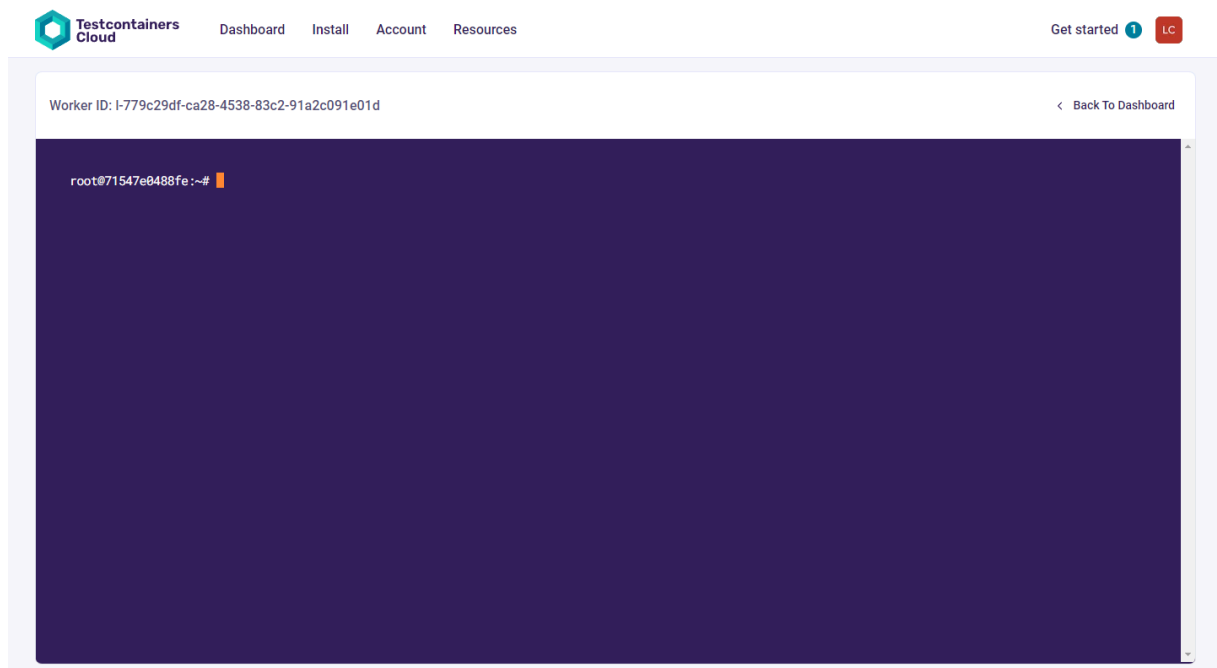 Testcontainers
Cloud
Dashboard Install Account Resources Get started 1 LC
Worker ID: l-779c29df-ca28-4538-83c2-91a2c091e01d < Back To Dashboard
root@71547e0488fe:~#